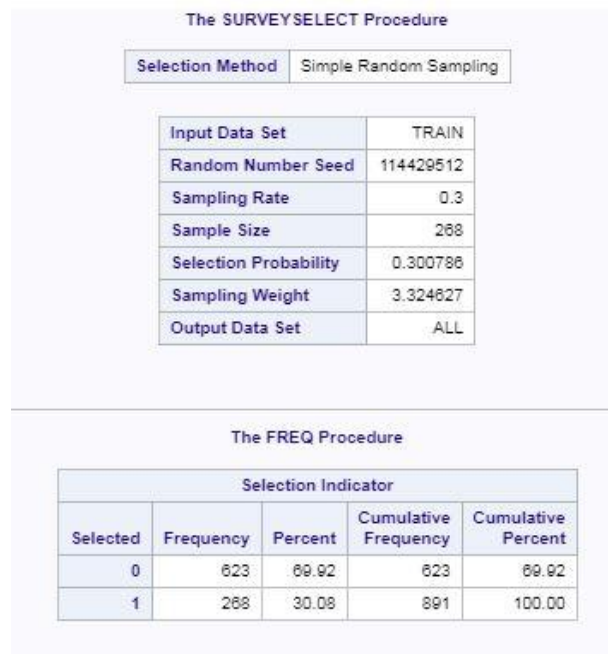 The SURVEYSELECT Procedure
Selection Method Simple Random Sampling
Input Data Set TRAIN
Random Number Seed 114429512
Sampling Rate 0.3
Sample Size 268
Selection Probability 0.300786
Sampling Weight 3.324627
Output Data Set ALL
The FREQ Procedure
Selection Indicator
Selected Frequency Percent Cumulative Frequency Cumulative Percent
0 623 69.92 623 69.92
1 268 30.08 891 100.00